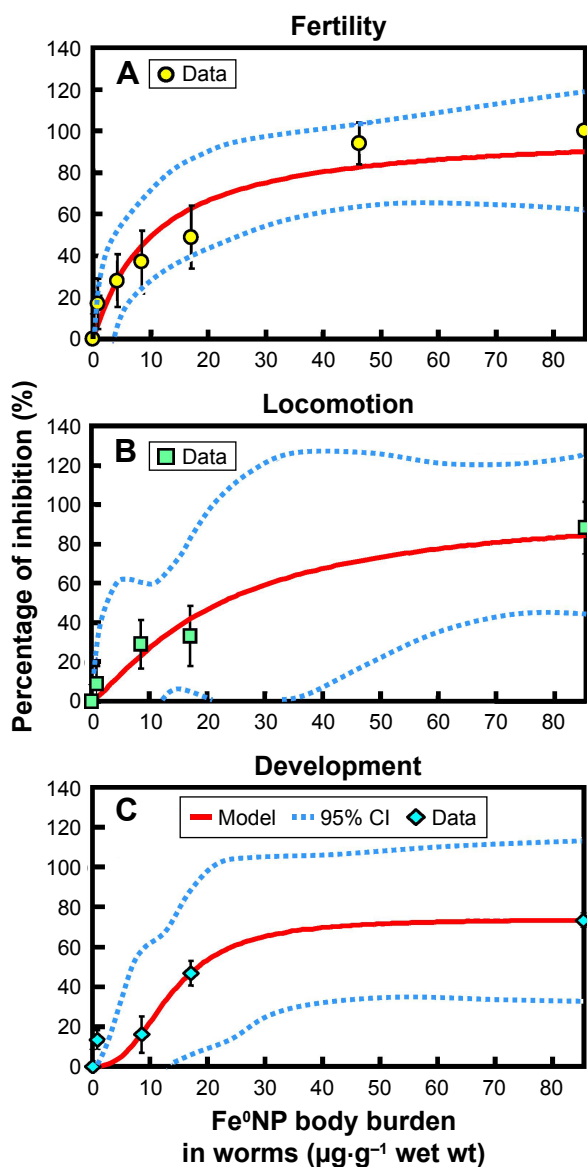 Fertility
A
Data
140
120
100
80
60
40
20
0
0 10 20 30 40 50 60 70 80
Percentage of inhibition (%)
Locomotion
B
Data
140
120
100
80
60
40
20
0
0 10 20 30 40 50 60 70 80
Development
C
Model 95% CI Data
140
120
100
80
60
40
20
0
0 10 20 30 40 50 60 70 80
Fe⁰NP body burden
in worms (µg·g⁻¹ wet wt)